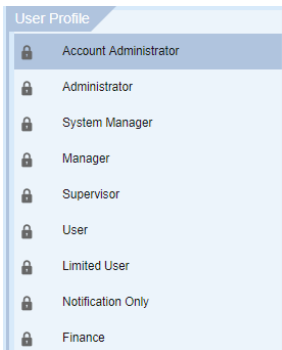 User Profile
Account Administrator
Administrator
System Manager
Manager
Supervisor
User
Limited User
Notification Only
Finance